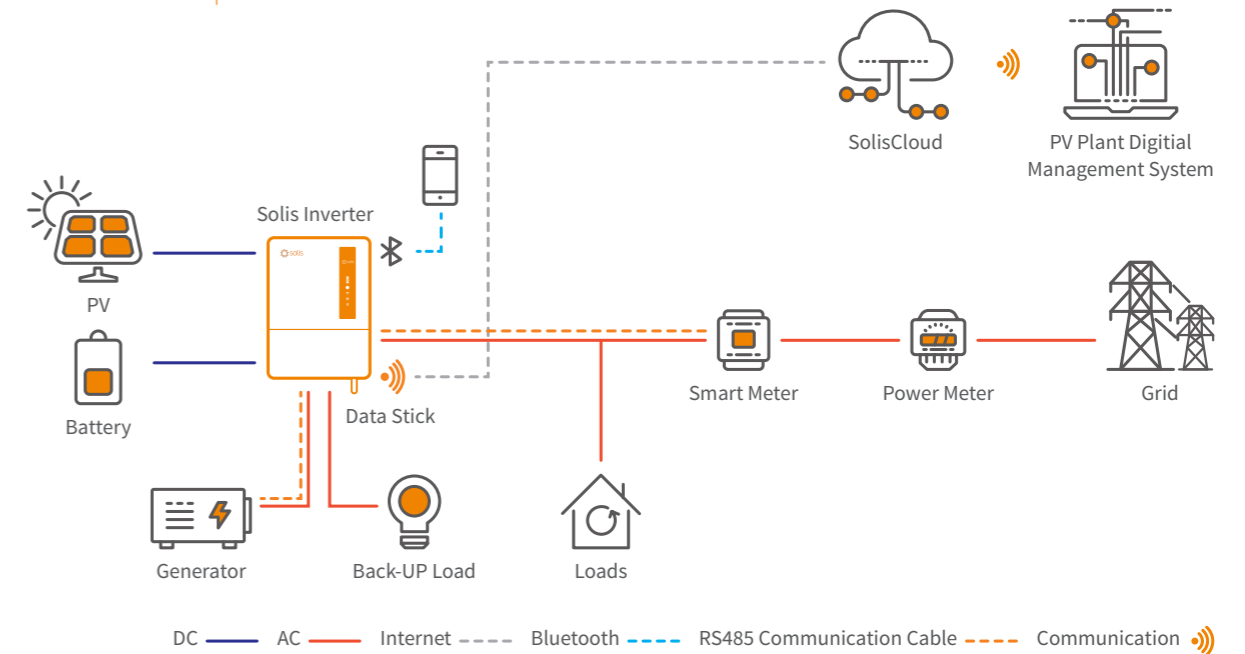 SolisCloud
PV Plant Digitial
Management System
Solis Inverter
solis
PV
Battery
Data Stick
Smart Meter
Power Meter
Grid
Generator
Back-UP Load
Loads
DC
AC
Internet
Bluetooth
RS485 Communication Cable
Communication